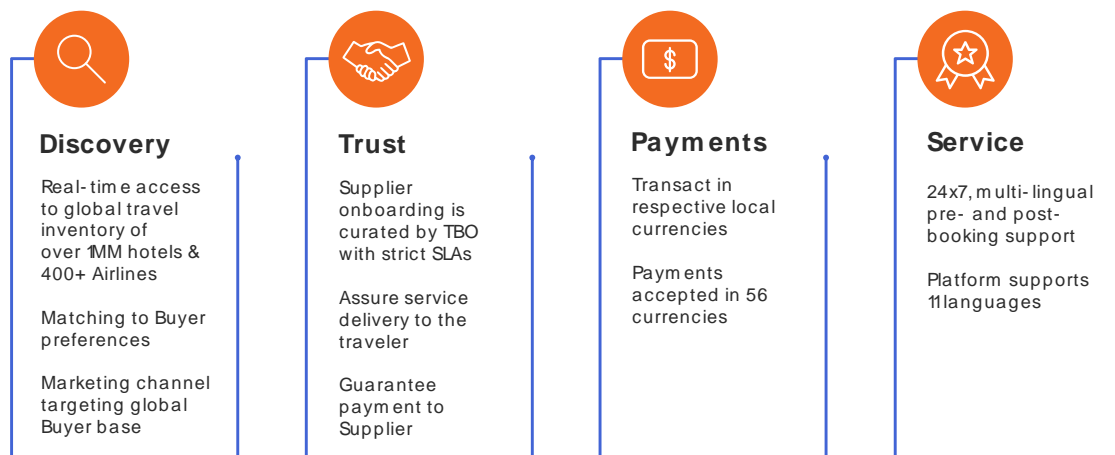 Discovery
Real-time access
to global travel
inventory of
over 1MM hotels &
400+ Airlines
Matching to Buyer
preferences
Marketing channel
targeting global
Buyer base
Trust
Supplier
onboarding is
curated by TBO
with strict SLAs
Assure service
delivery to the
traveler
Guarantee
payment to
Supplier
$
Payments
Transact in
respective local
currencies
Payments
accepted in 56
currencies
Service
24x7, multi-lingual
pre- and post-
booking support
Platform supports
11 languages